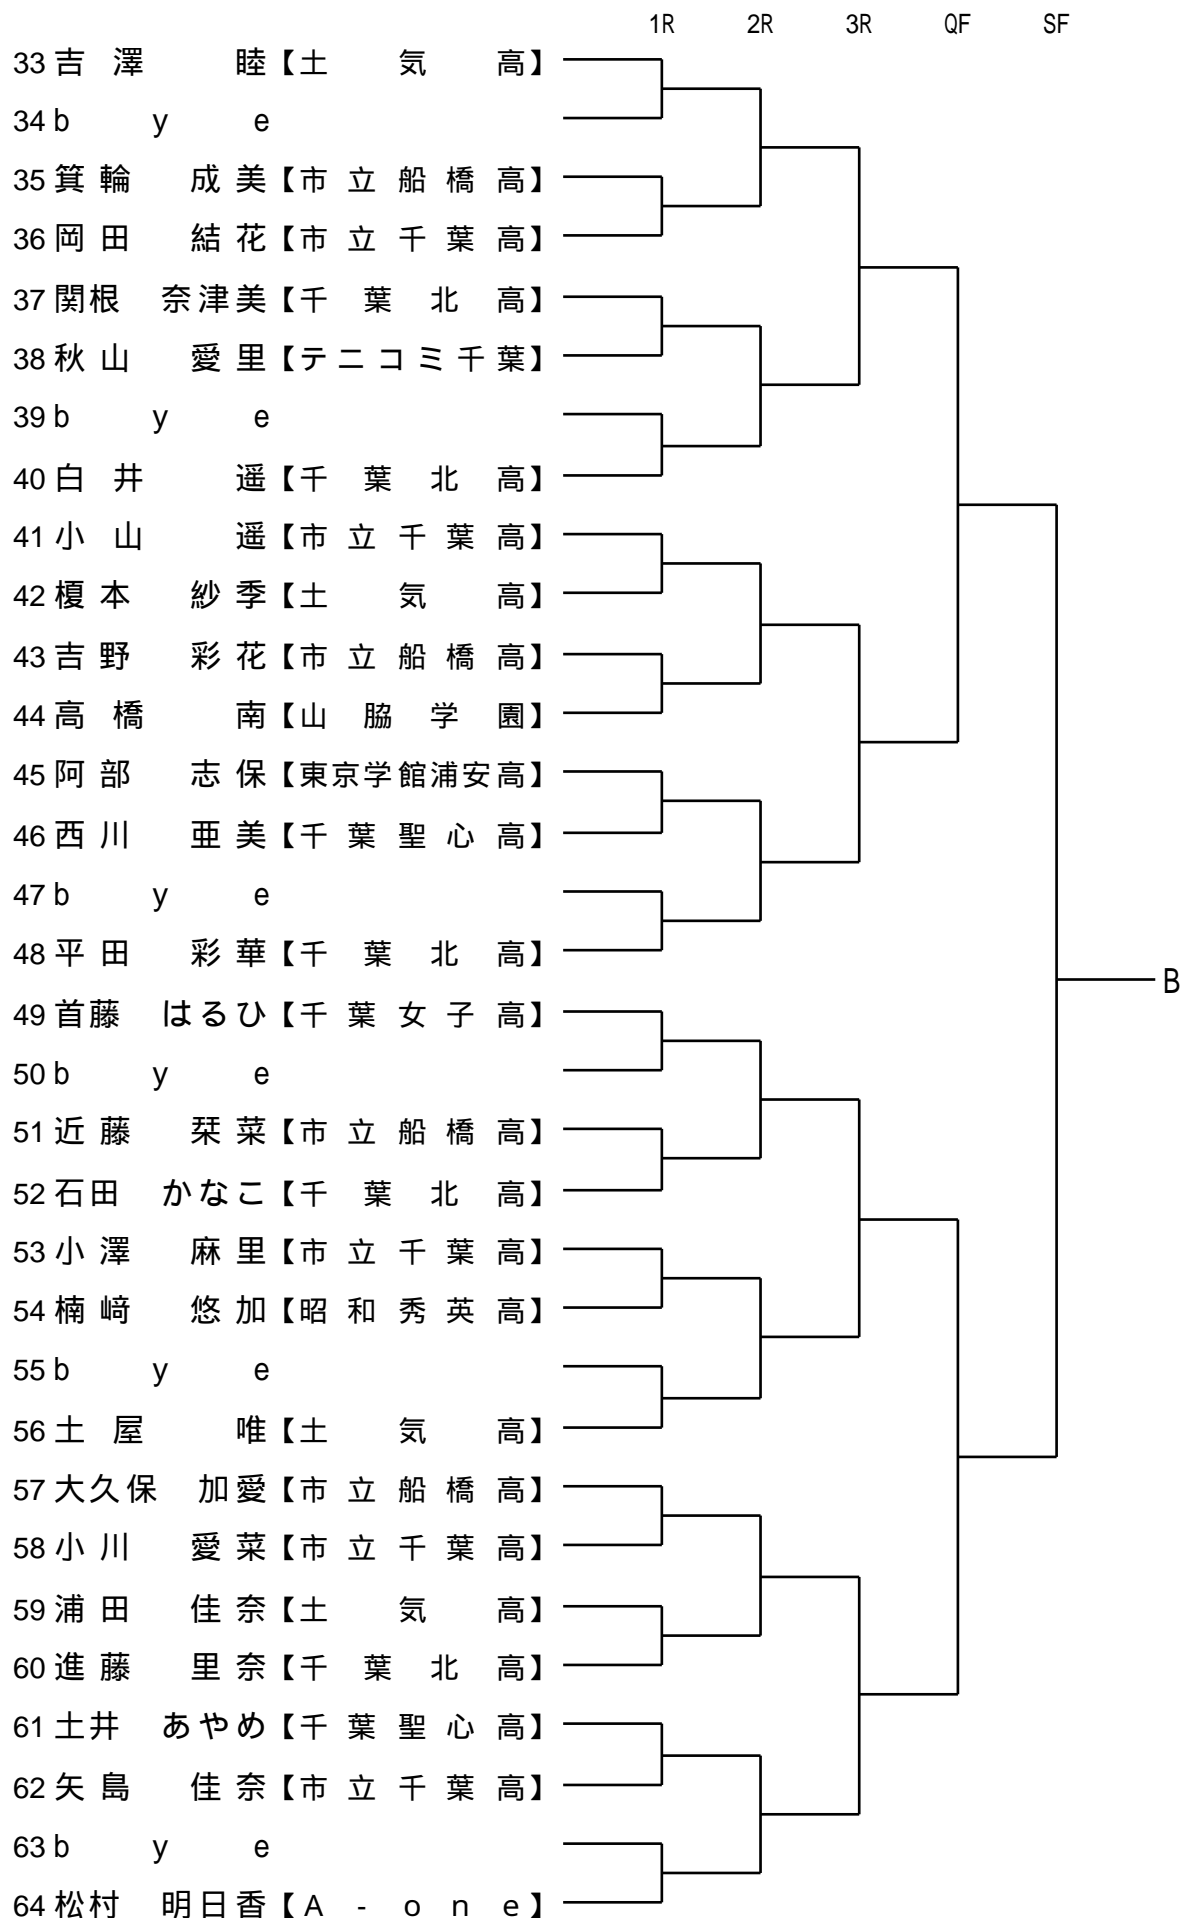 1R 2R 3R QF SF
33 吉澤 睦【土気高】
34 bye
35 箕輪 成美【市立船橋高】
36 岡田 結花【市立千葉高】
37 関根 奈津美【千葉北高】
38 秋山 愛里【テニコミ千葉】
39 bye
40 白井 遥【千葉北高】
41 小山 遥【市立千葉高】
42 榎本 紗季【土気高】
43 吉野 彩花【市立船橋高】
44 高橋 南【山脇学園】
45 阿部 志保【東京学館浦安高】
46 西川 亜美【千葉聖心高】
47 bye
48 平田 彩華【千葉北高】
B
49 首藤 はるひ【千葉女子高】
50 bye
51 近藤 栞菜【市立船橋高】
52 石田 かなこ【千葉北高】
53 小澤 麻里【市立千葉高】
54 楠﨑 悠加【昭和秀英高】
55 bye
56 土屋 唯【土気高】
57 大久保 加愛【市立船橋高】
58 小川 愛菜【市立千葉高】
59 浦田 佳奈【土気高】
60 進藤 里奈【千葉北高】
61 土井 あやめ【千葉聖心高】
62 矢島 佳奈【市立千葉高】
63 bye
64 松村 明日香【A-one】